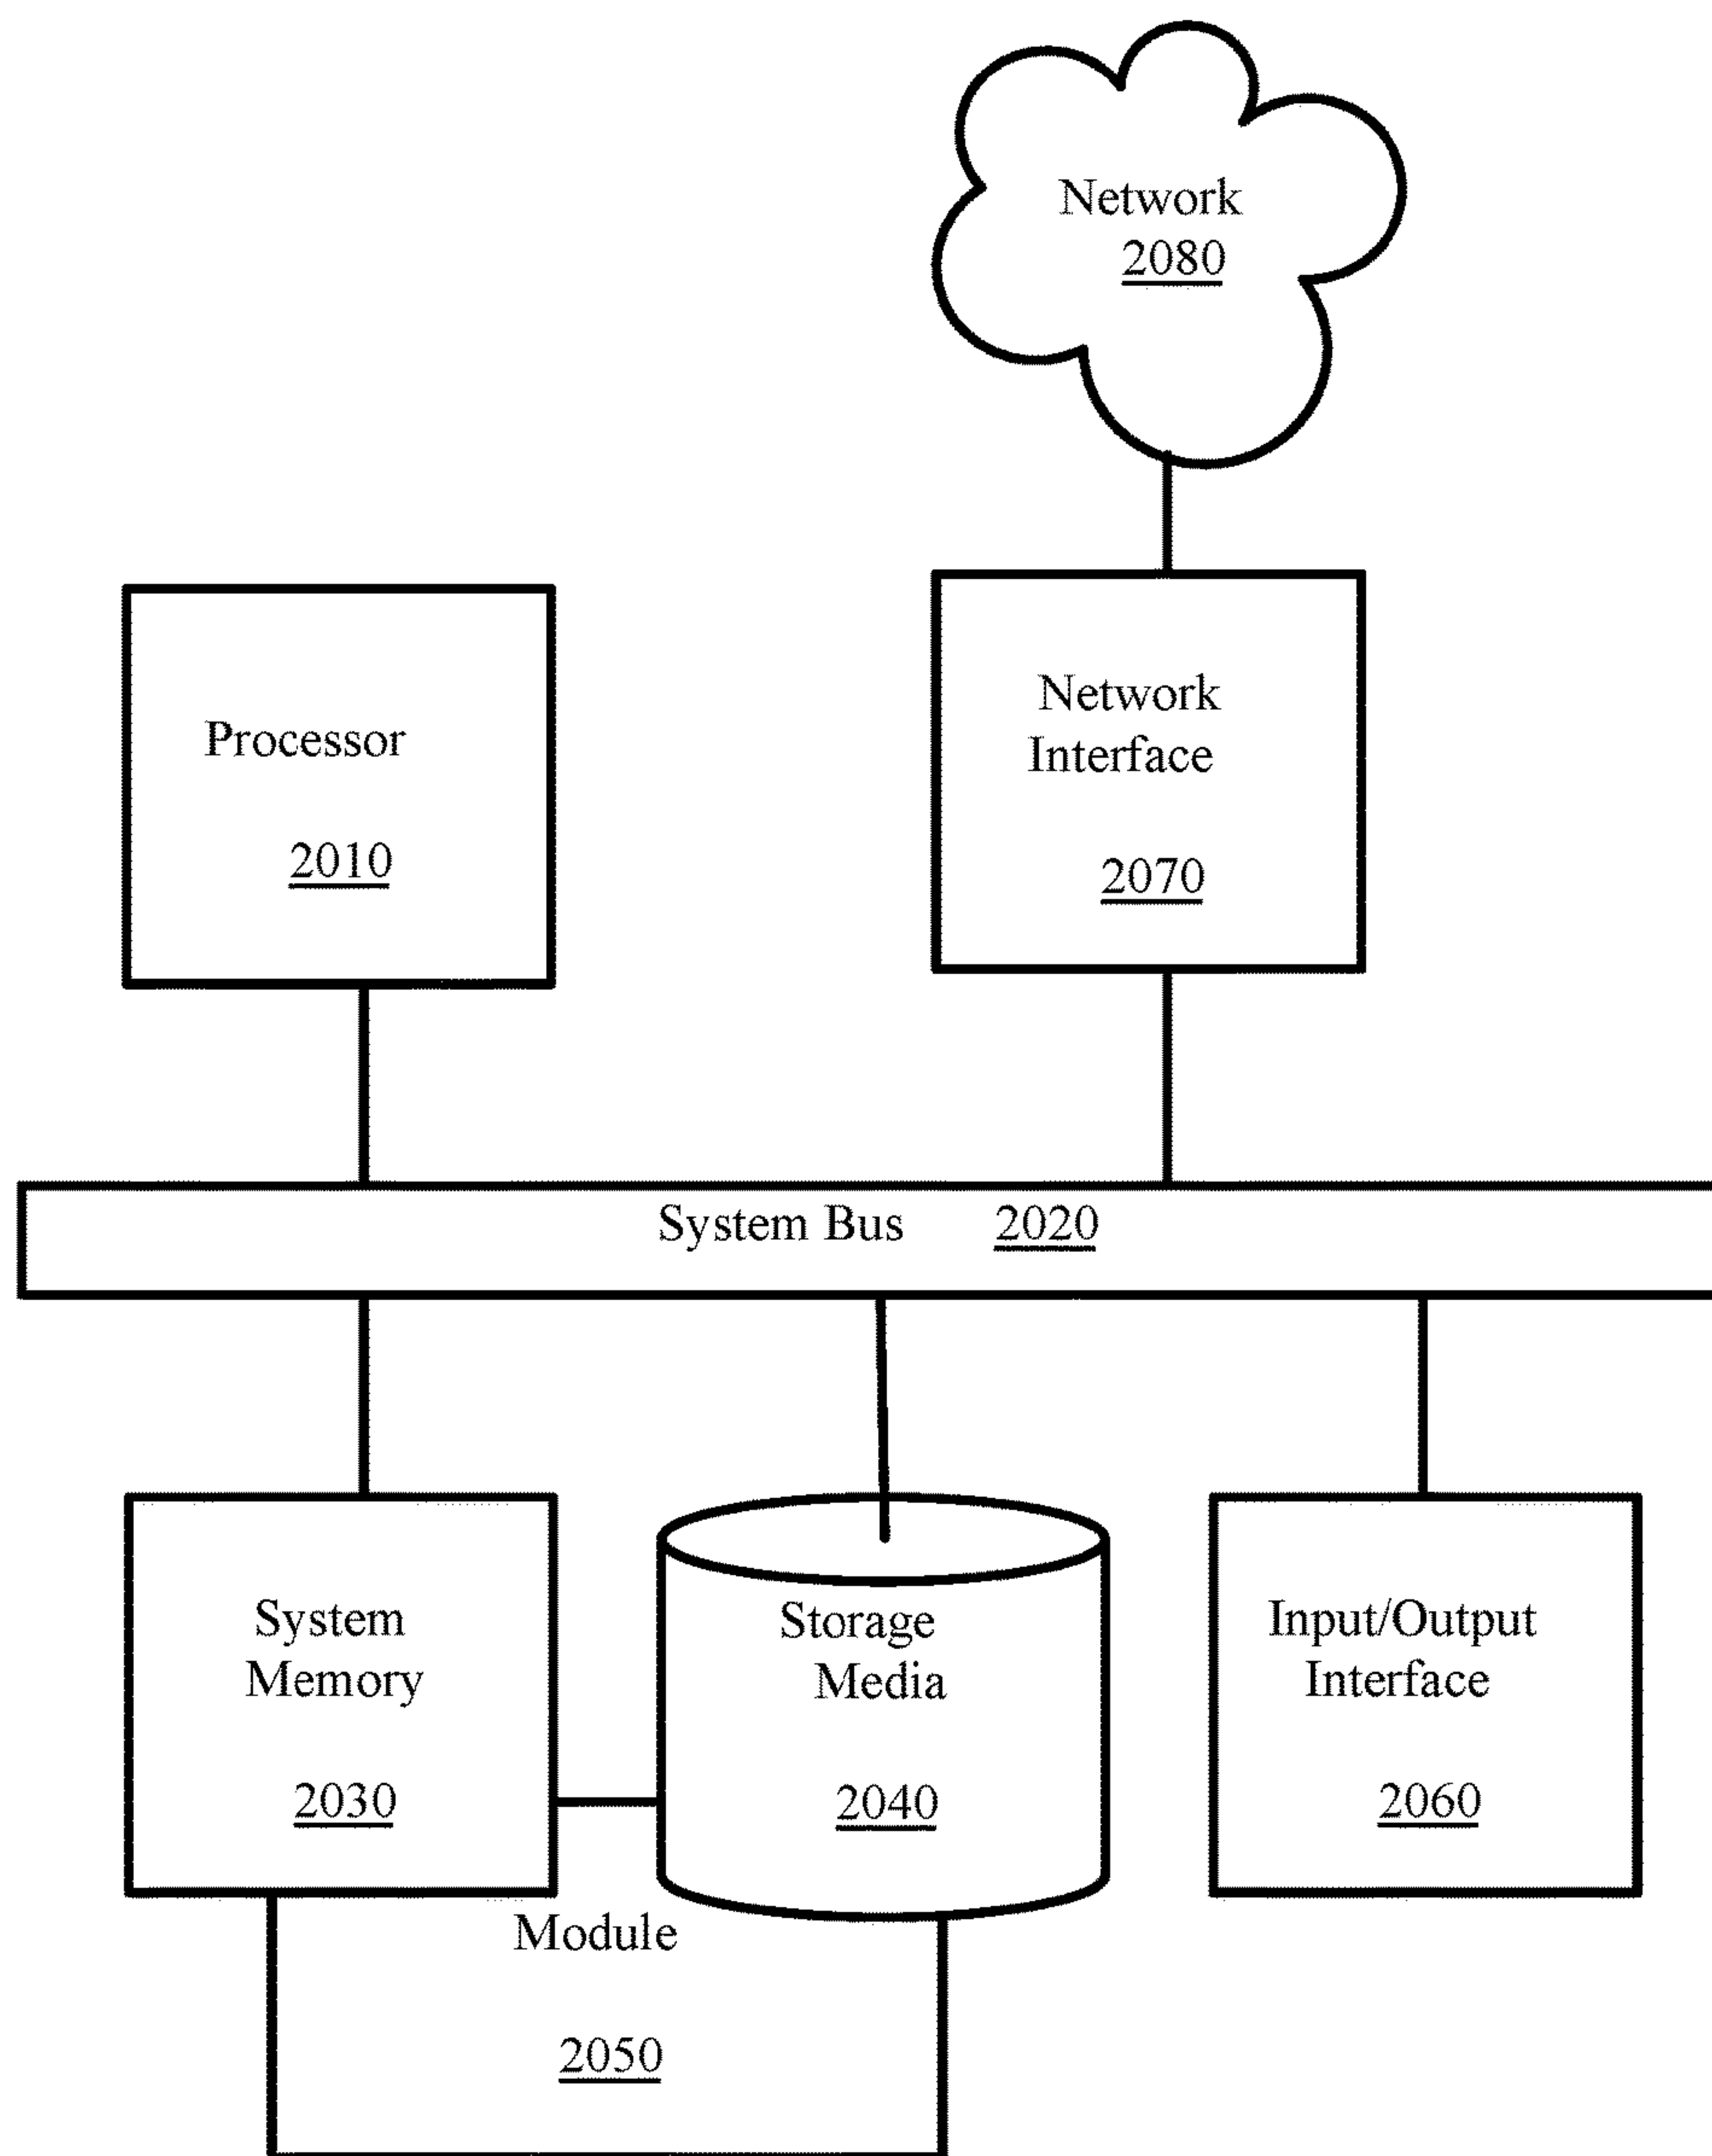 Network
2080
Processor
2010
Network
Interface
2070
System Bus 2020
System
Memory
2030
Storage
Media
2040
Input/Output
Interface
2060
Module
2050